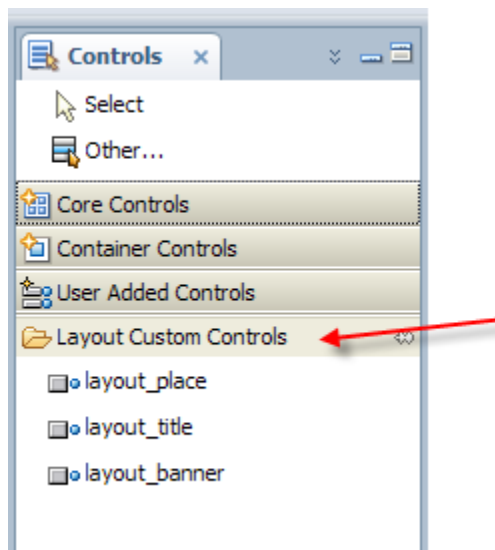 Controls
Select
Other...
Core Controls
Container Controls
User Added Controls
Layout Custom Controls
layout_place
layout_title
layout_banner